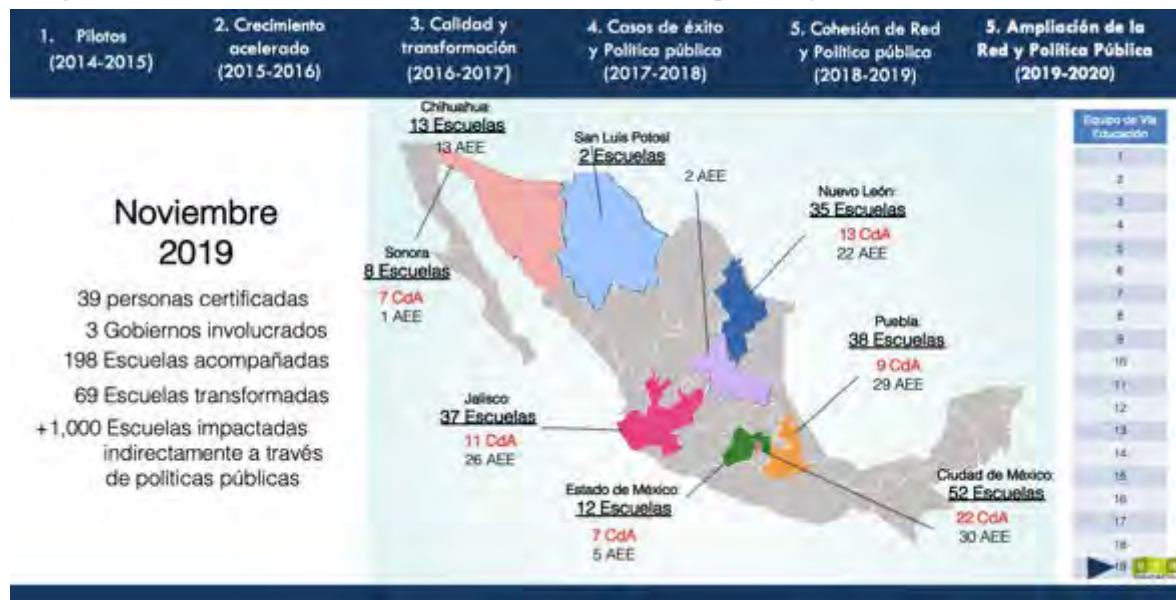 1. Pilotos
(2014-2015)
2. Crecimiento
acelerado
(2015-2016)
3. Calidad y
transformación
(2016-2017)
4. Casos de éxito
y Política pública
(2017-2018)
5. Cohesión de Red
y Política pública
(2018-2019)
5. Ampliación de la
Red y Política Pública
(2019-2020)
Noviembre
2019
39 personas certificadas
3 Gobiernos involucrados
198 Escuelas acompañadas
69 Escuelas transformadas
+1,000 Escuelas impactadas
indirectamente a través
de políticas públicas
Chihuahua:
13 Escuelas
13 AEE
San Luis Potosí
2 Escuelas
2 AEE
Nuevo León:
35 Escuelas
13 CdA
22 AEE
Sonora
8 Escuelas
7 CdA
1 AEE
Puebla:
38 Escuelas
9 CdA
29 AEE
Jalisco:
37 Escuelas
11 CdA
26 AEE
Estado de México:
12 Escuelas
7 CdA
5 AEE
Ciudad de México:
52 Escuelas
22 CdA
30 AEE
Equipo de Vía
Educación
1
2
3
4
5
6
7
8
9
10
11
12
13
14
15
16
17
18
19